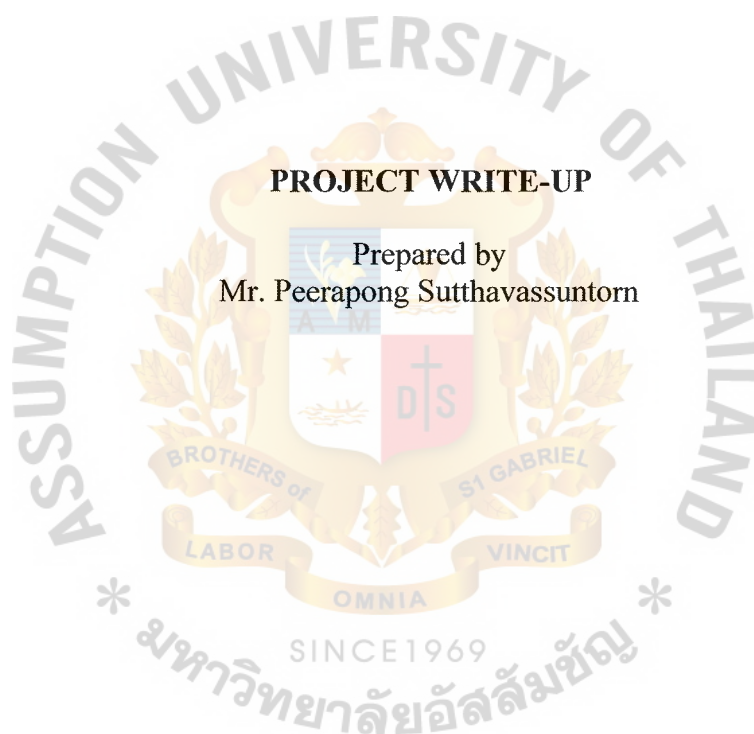 ASSUMPTION UNIVERSITY OF THAILAND
PROJECT WRITE-UP
Prepared by
Mr. Peerapong Sutthavassuntorn
A M
D S
BROTHERS of S1 GABRIEL
LABOR OMNIA VINCIT
* *
SINCE1969
มหาวิทยาลัยอัสสัมชัญ